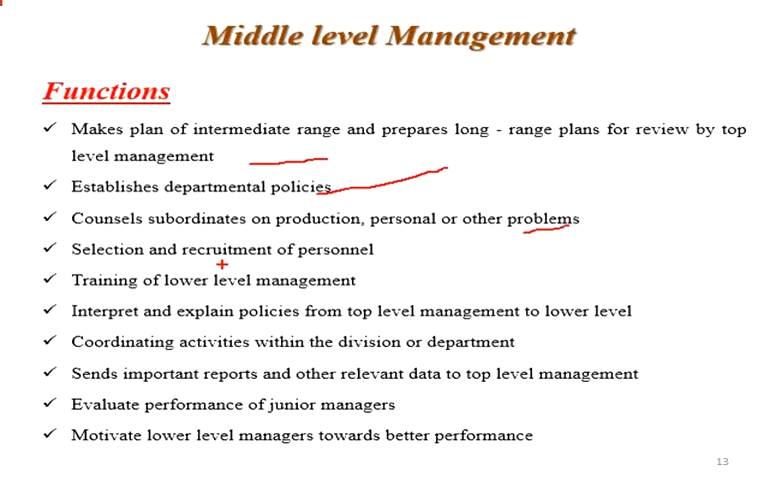 Middle level Management
Functions
✓ Makes plan of intermediate range and prepares long - range plans for review by top
level management
✓ Establishes departmental policies
✓ Counsels subordinates on production, personal or other problems
✓ Selection and recruitment of personnel
✓ Training of lower level management
✓ Interpret and explain policies from top level management to lower level
✓ Coordinating activities within the division or department
✓ Sends important reports and other relevant data to top level management
✓ Evaluate performance of junior managers
✓ Motivate lower level managers towards better performance
13